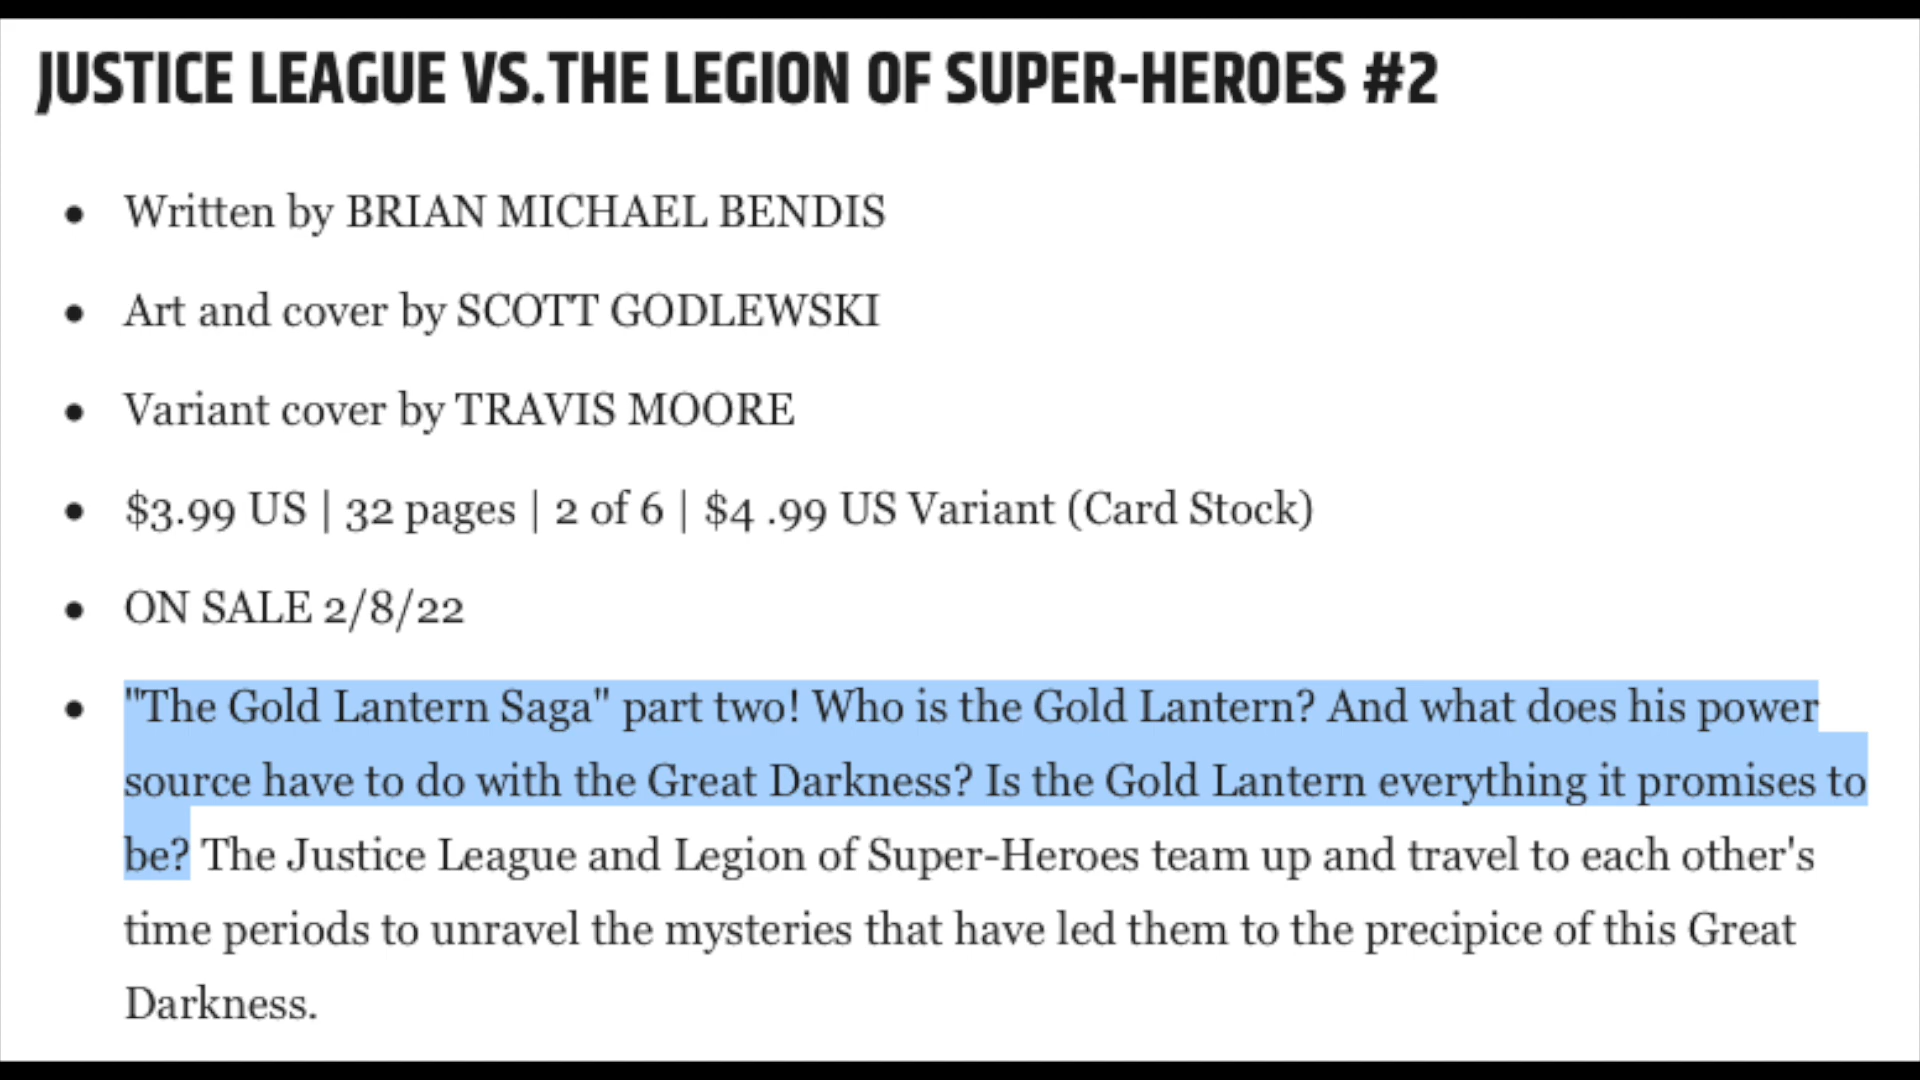 JUSTICE LEAGUE VS.THE LEGION OF SUPER-HEROES #2
• Written by BRIAN MICHAEL BENDIS
• Art and cover by SCOTT GODLEWSKI
• Variant cover by TRAVIS MOORE
• $3.99 US | 32 pages | 2 of 6 | $4 .99 US Variant (Card Stock)
• ON SALE 2/8/22
• "The Gold Lantern Saga" part two! Who is the Gold Lantern? And what does his power
source have to do with the Great Darkness? Is the Gold Lantern everything it promises to
be? The Justice League and Legion of Super-Heroes team up and travel to each other's
time periods to unravel the mysteries that have led them to the precipice of this Great
Darkness.